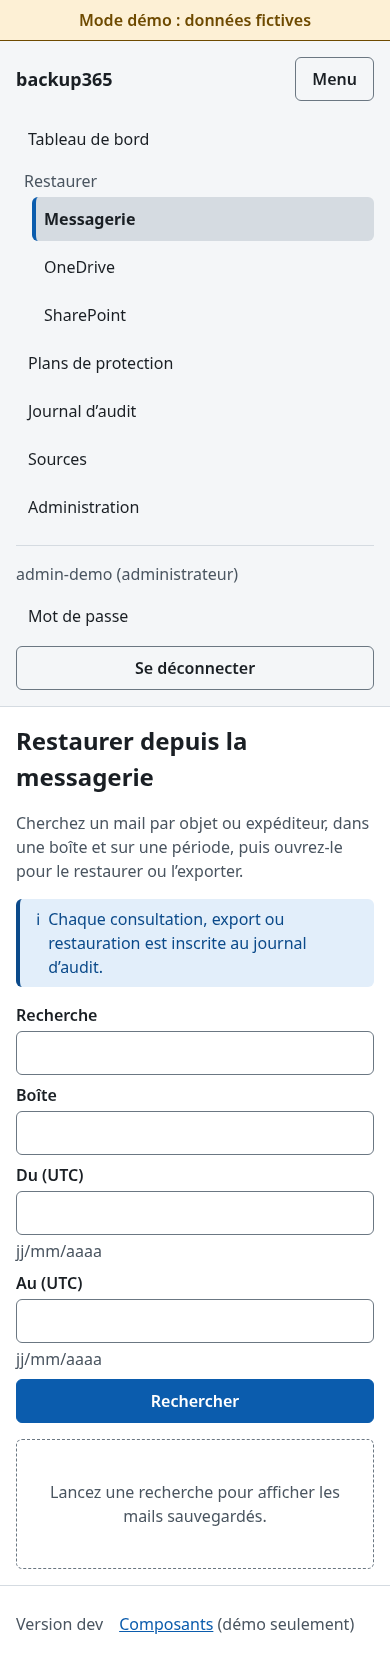 Mode démo : données fictives
backup365
Menu
Tableau de bord
Restaurer
Messagerie
OneDrive
SharePoint
Plans de protection
Journal d’audit
Sources
Administration
admin-demo (administrateur)
Mot de passe
Se déconnecter
Restaurer depuis la
messagerie
Cherchez un mail par objet ou expéditeur, dans
une boîte et sur une période, puis ouvrez-le
pour le restaurer ou l’exporter.
i Chaque consultation, export ou
restauration est inscrite au journal
d’audit.
Recherche
Boîte
Du (UTC)
jj/mm/aaaa
Au (UTC)
jj/mm/aaaa
Rechercher
Lancez une recherche pour afficher les
mails sauvegardés.
Version dev Composants (démo seulement)